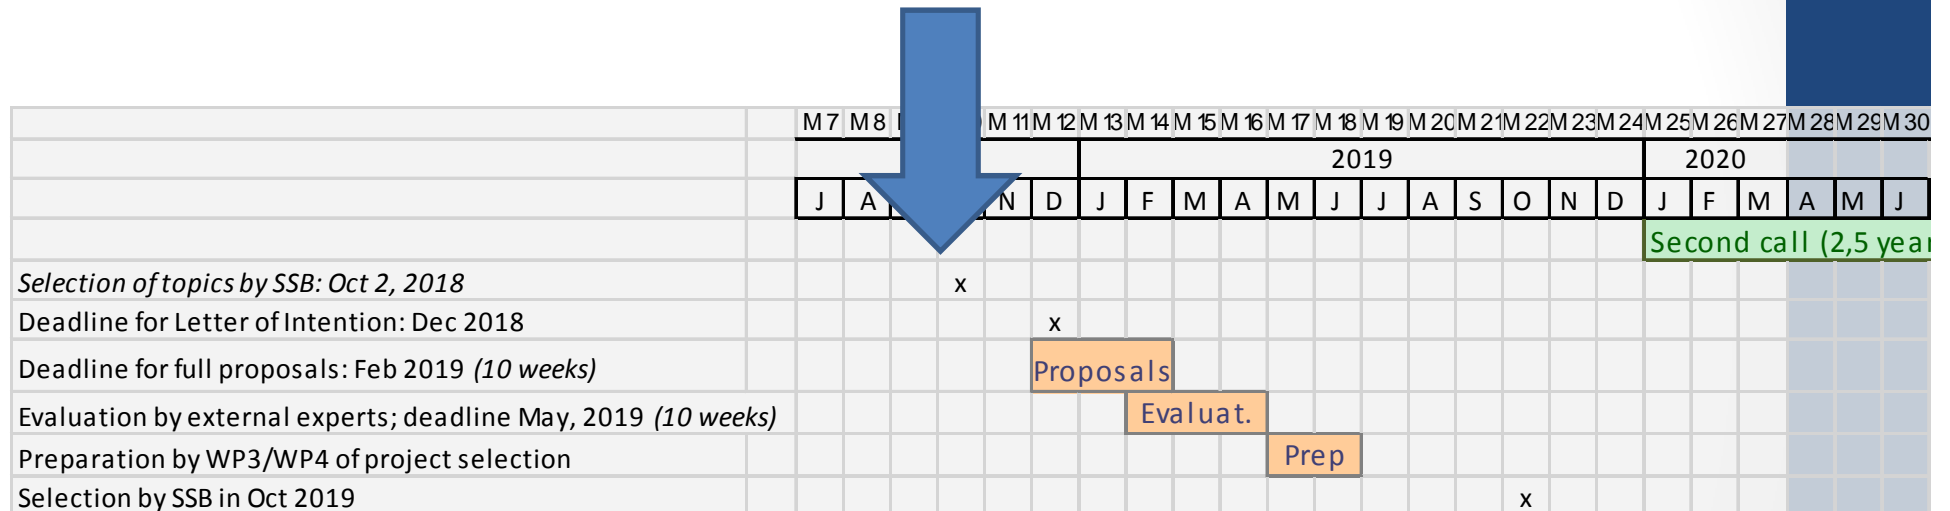 M 7 M 8 M 11 M 12 M 13 M 14 M 15 M 16 M 17 M 18 M 19 M 20 M 21 M 22 M 23 M 24 M 25 M 26 M 27 M 28 M 29 M 30
2019 2020
J A N D J F M A M J J A S O N D J F M A M J
Second call (2,5 year
Selection of topics by SSB: Oct 2, 2018 x
Deadline for Letter of Intention: Dec 2018 x
Deadline for full proposals: Feb 2019 (10 weeks) Proposals
Evaluation by external experts; deadline May, 2019 (10 weeks) Evaluat.
Preparation by WP3/WP4 of project selection Prep
Selection by SSB in Oct 2019 x